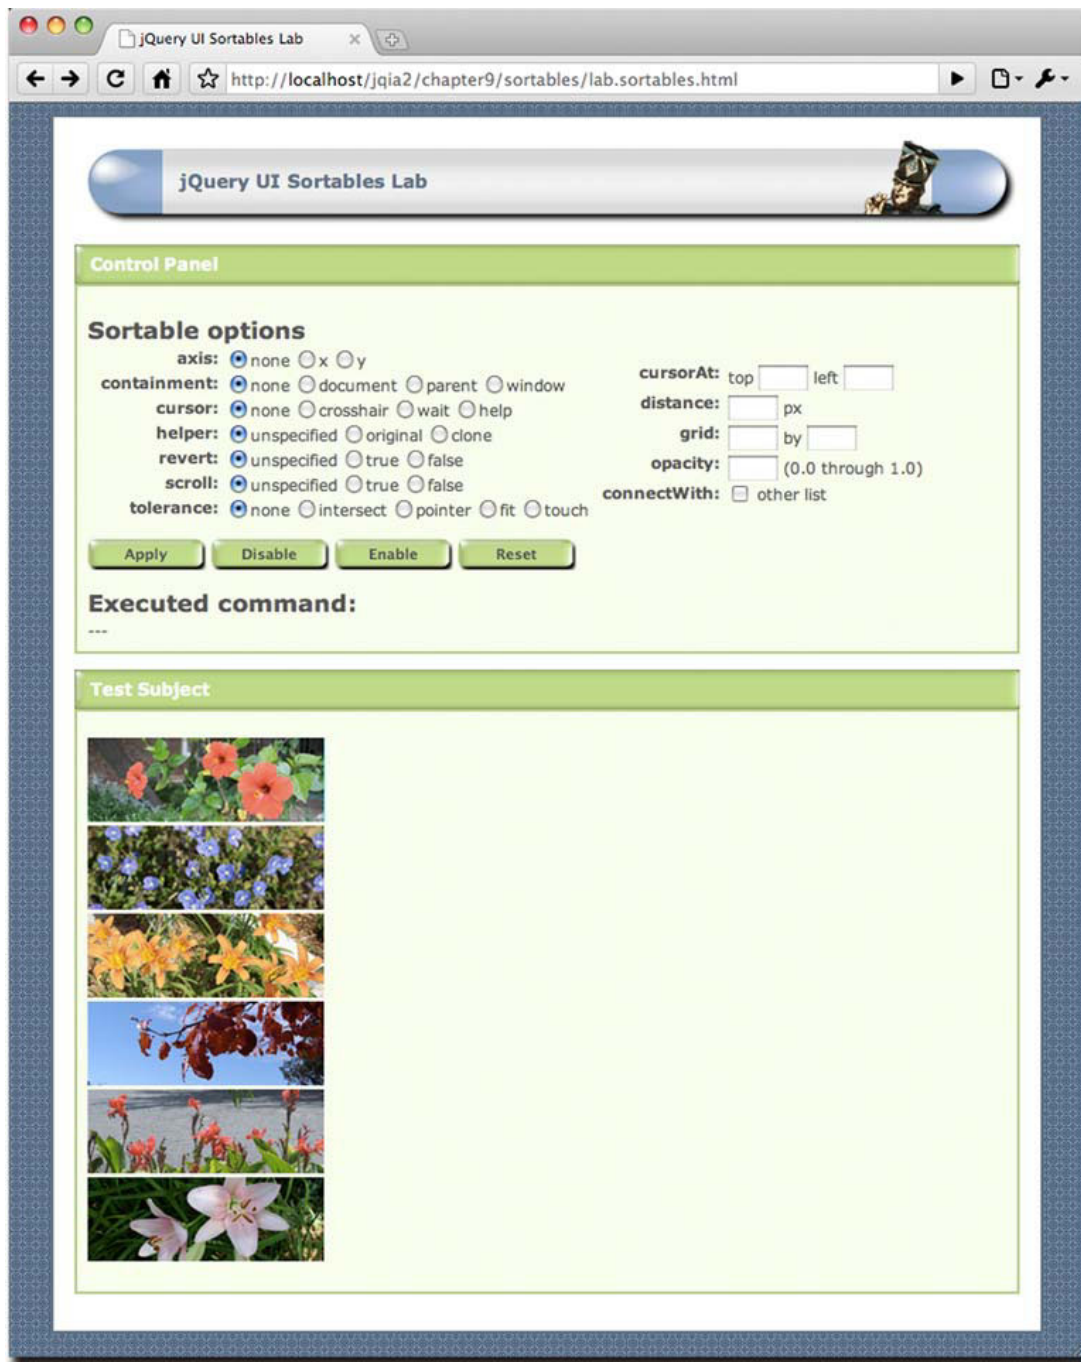 jQuery UI Sortables Lab
http://localhost/jqia2/chapter9/sortables/lab.sortables.html
jQuery UI Sortables Lab
Control Panel
Sortable options
axis: none x y
containment: none document parent window
cursor: none crosshair wait help
helper: unspecified original clone
revert: unspecified true false
scroll: unspecified true false
tolerance: none intersect pointer fit touch
cursorAt: top left
distance: px
grid: by
opacity: (0.0 through 1.0)
connectWith: other list
Apply Disable Enable Reset
Executed command:
---
Test Subject